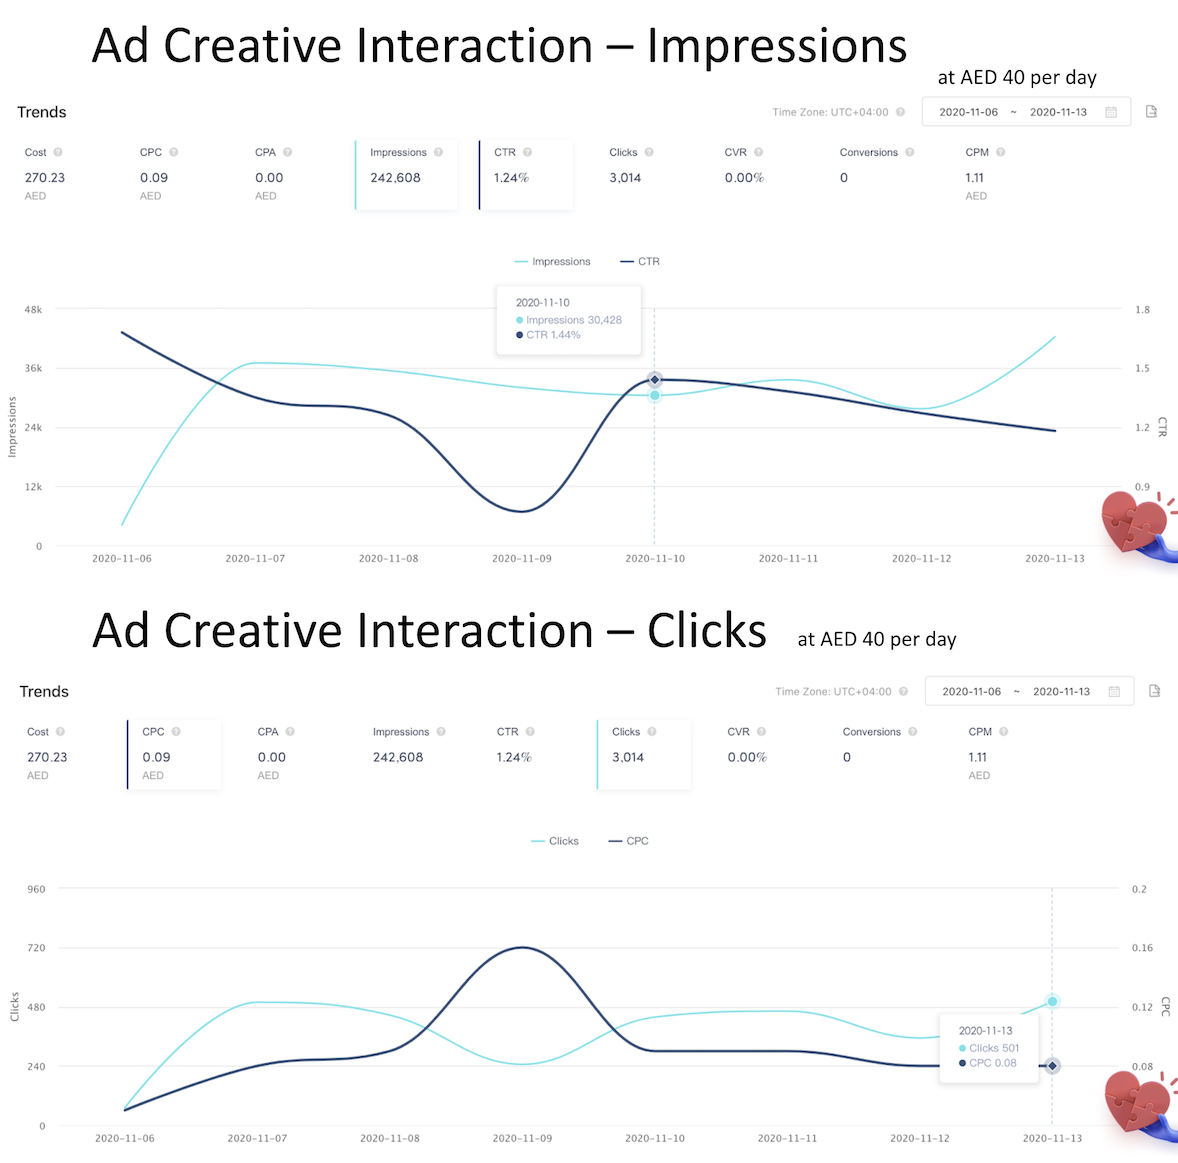 Ad Creative Interaction – Impressions
at AED 40 per day
Trends
Time Zone: UTC+04:00
2020-11-06 ~ 2020-11-13
Cost CPC CPA Impressions CTR Clicks CVR Conversions CPM
270.23 0.09 0.00 242,608 1.24% 3,014 0.00% 0 1.11
AED AED AED AED
Impressions CTR
2020-11-10
Impressions 30,428
CTR 1.44%
48k 1.8
36k 1.5
24k 1.2
12k 0.9
0
Impressions
CTR
2020-11-06 2020-11-07 2020-11-08 2020-11-09 2020-11-10 2020-11-11 2020-11-12 2020-11-13
Ad Creative Interaction – Clicks
at AED 40 per day
Trends
Time Zone: UTC+04:00
2020-11-06 ~ 2020-11-13
Cost CPC CPA Impressions CTR Clicks CVR Conversions CPM
270.23 0.09 0.00 242,608 1.24% 3,014 0.00% 0 1.11
AED AED AED AED
Clicks CPC
960 0.2
720 0.16
480 0.12
240 0.08
0
Clicks
CPC
2020-11-13
Clicks 501
CPC 0.08
2020-11-06 2020-11-07 2020-11-08 2020-11-09 2020-11-10 2020-11-11 2020-11-12 2020-11-13